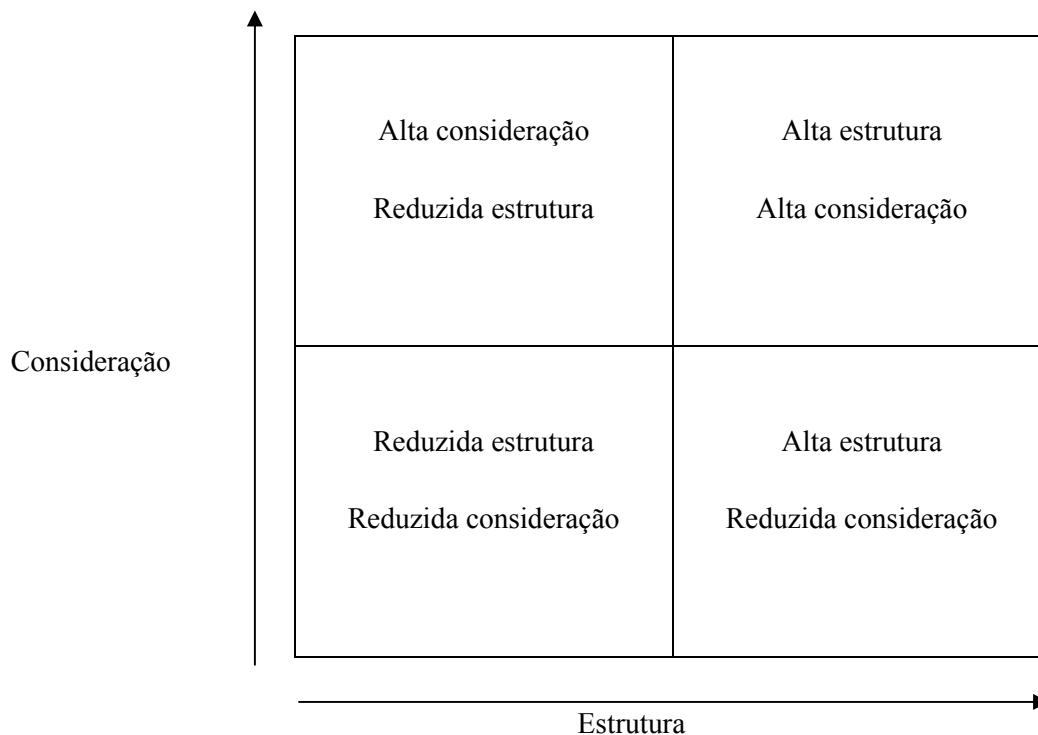 Alta consideração
Reduzida estrutura
Alta estrutura
Alta consideração
Consideração
Reduzida estrutura
Reduzida consideração
Alta estrutura
Reduzida consideração
Estrutura